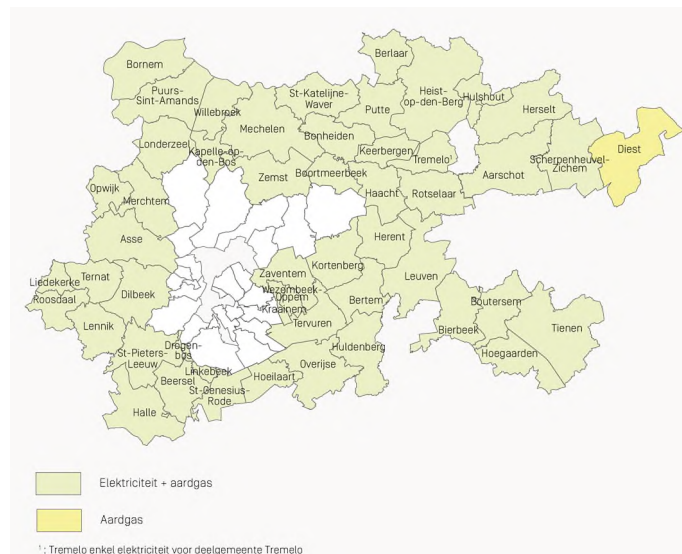 Berlaar
Bornem
Puurs-
Sint-Amands
Willebroek
St-Katelijne-
Waver
Putte
Heist-
op-den-Berg
Hulshout
Herselt
Mechelen
Bonheiden
Londerzeel
Kapelle-op-
den-Bos
Keerbergen
Tremelo¹
Diest
Scherpenheuvel-
Zichem
Aarschot
Zemst
Boortmeerbeek
Haacht
Rotselaar
Opwijk
Merchtem
Asse
Herent
Leuven
Kortenberg
Zaventem
Wezembeek-
Oppem
Kraainem
Bertem
Tervuren
Liedekerke
Ternat
Roosdaal
Dilbeek
Lennik
Boutersem
Bierbeek
Tienen
Hoegaarden
Huldenberg
Overijse
Hoeilaart
Drogen-
bos
St-Pieters-
Leeuw
Linkebeek
Beersel
St-Genesius-
Rode
Halle
Elektriciteit + aardgas
Aardgas
¹ : Tremelo enkel elektriciteit voor deelgemeente Tremelo